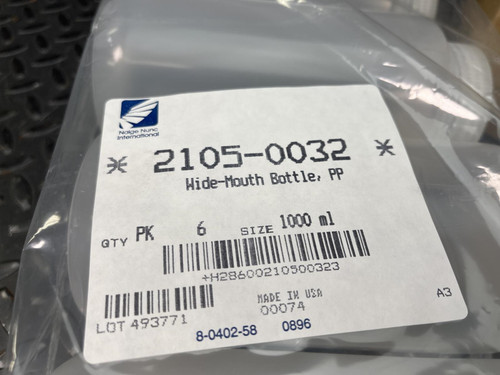 Nalge Nunc
International
* 2105-0032 *
Wide-Mouth Bottle, PP
QTY PK 6 SIZE 1000 ml
+H28600210500323
MADE IN USA
00074
LOT 493771
A3
8-0402-58 0896